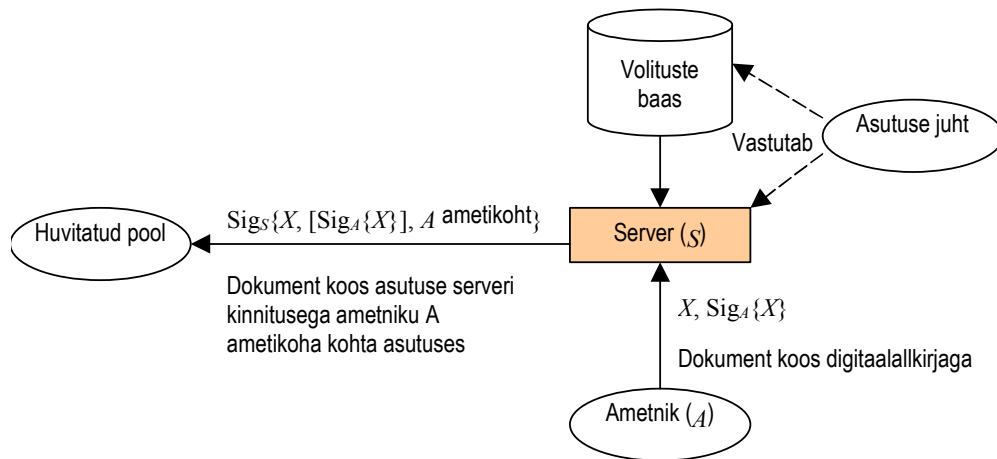 Volituste
baas
Asutuse juht
Vastutab
Huvitatud pool
SigS{X, [SigA{X}], A ametikoht}
Server (S)
Dokument koos asutuse serveri
kinnitusega ametniku A
ametikoha kohta asutuses
X, SigA{X}
Dokument koos digitaalallkirjaga
Ametnik (A)